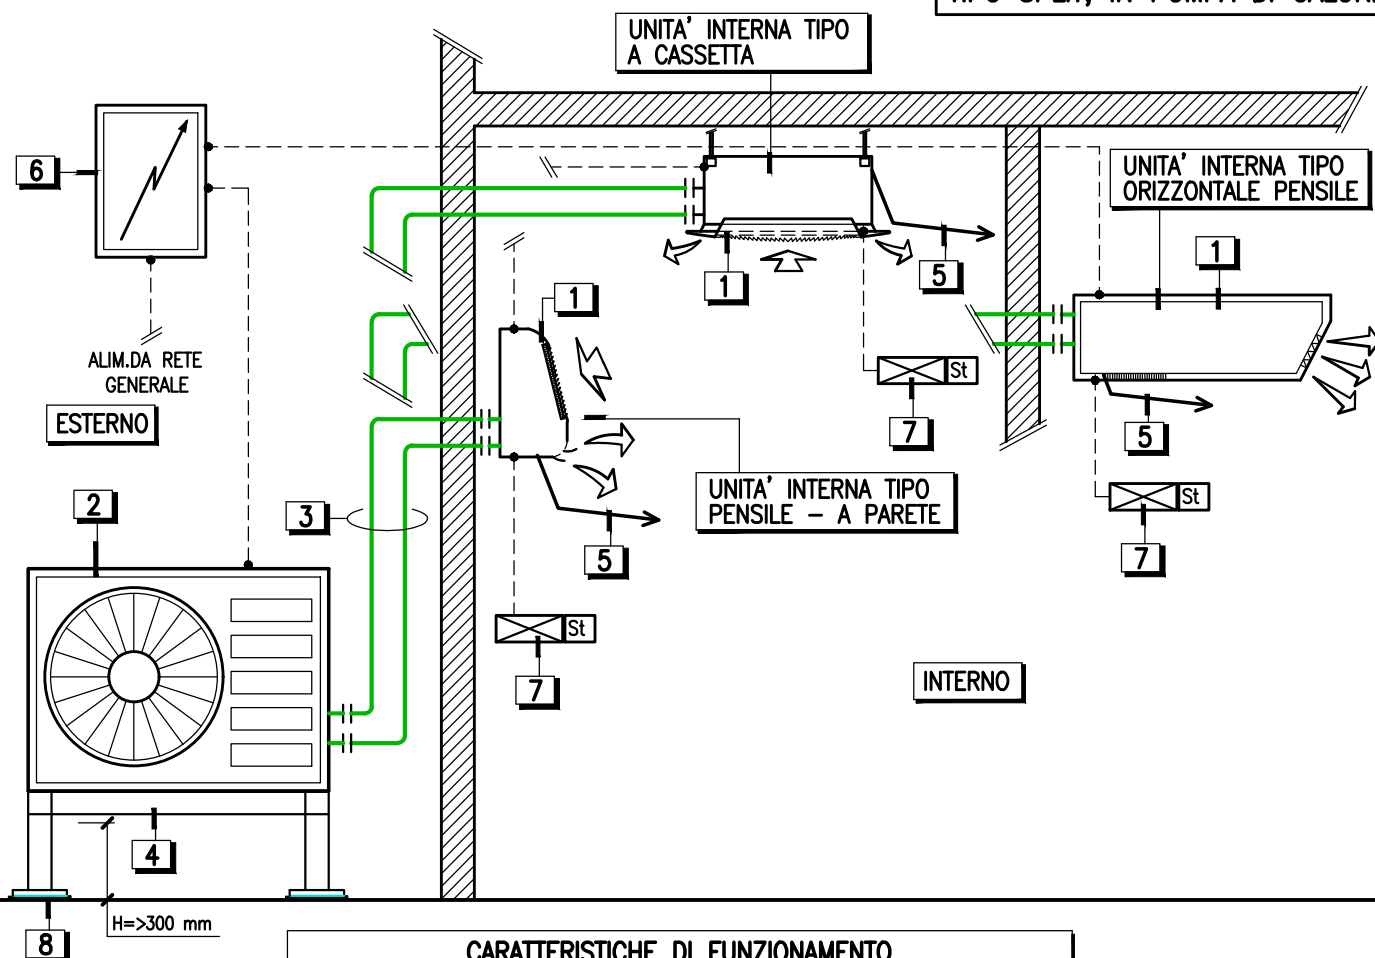 UNITA' INTERNA TIPO
A CASSETTA
6
UNITA' INTERNA TIPO
ORIZZONTALE PENSILE
1
5
1
1
ALIM.DA RETE
GENERALE
ESTERNO
St
7
5
2
3
UNITA' INTERNA TIPO
PENSILE - A PARETE
St
7
5
St
7
INTERNO
4
H=>300 mm
8
CARATTERISTICHE DI FUNZIONAMENTO